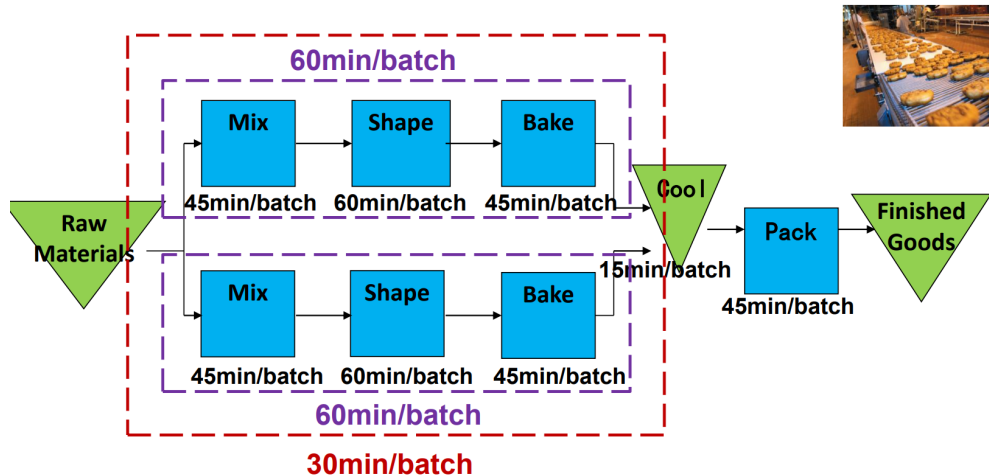 60min/batch
Mix
Shape
Bake
45min/batch
60min/batch
45min/batch
Raw
Materials
Cool
15min/batch
Pack
45min/batch
Finished
Goods
Mix
Shape
Bake
45min/batch
60min/batch
45min/batch
60min/batch
30min/batch